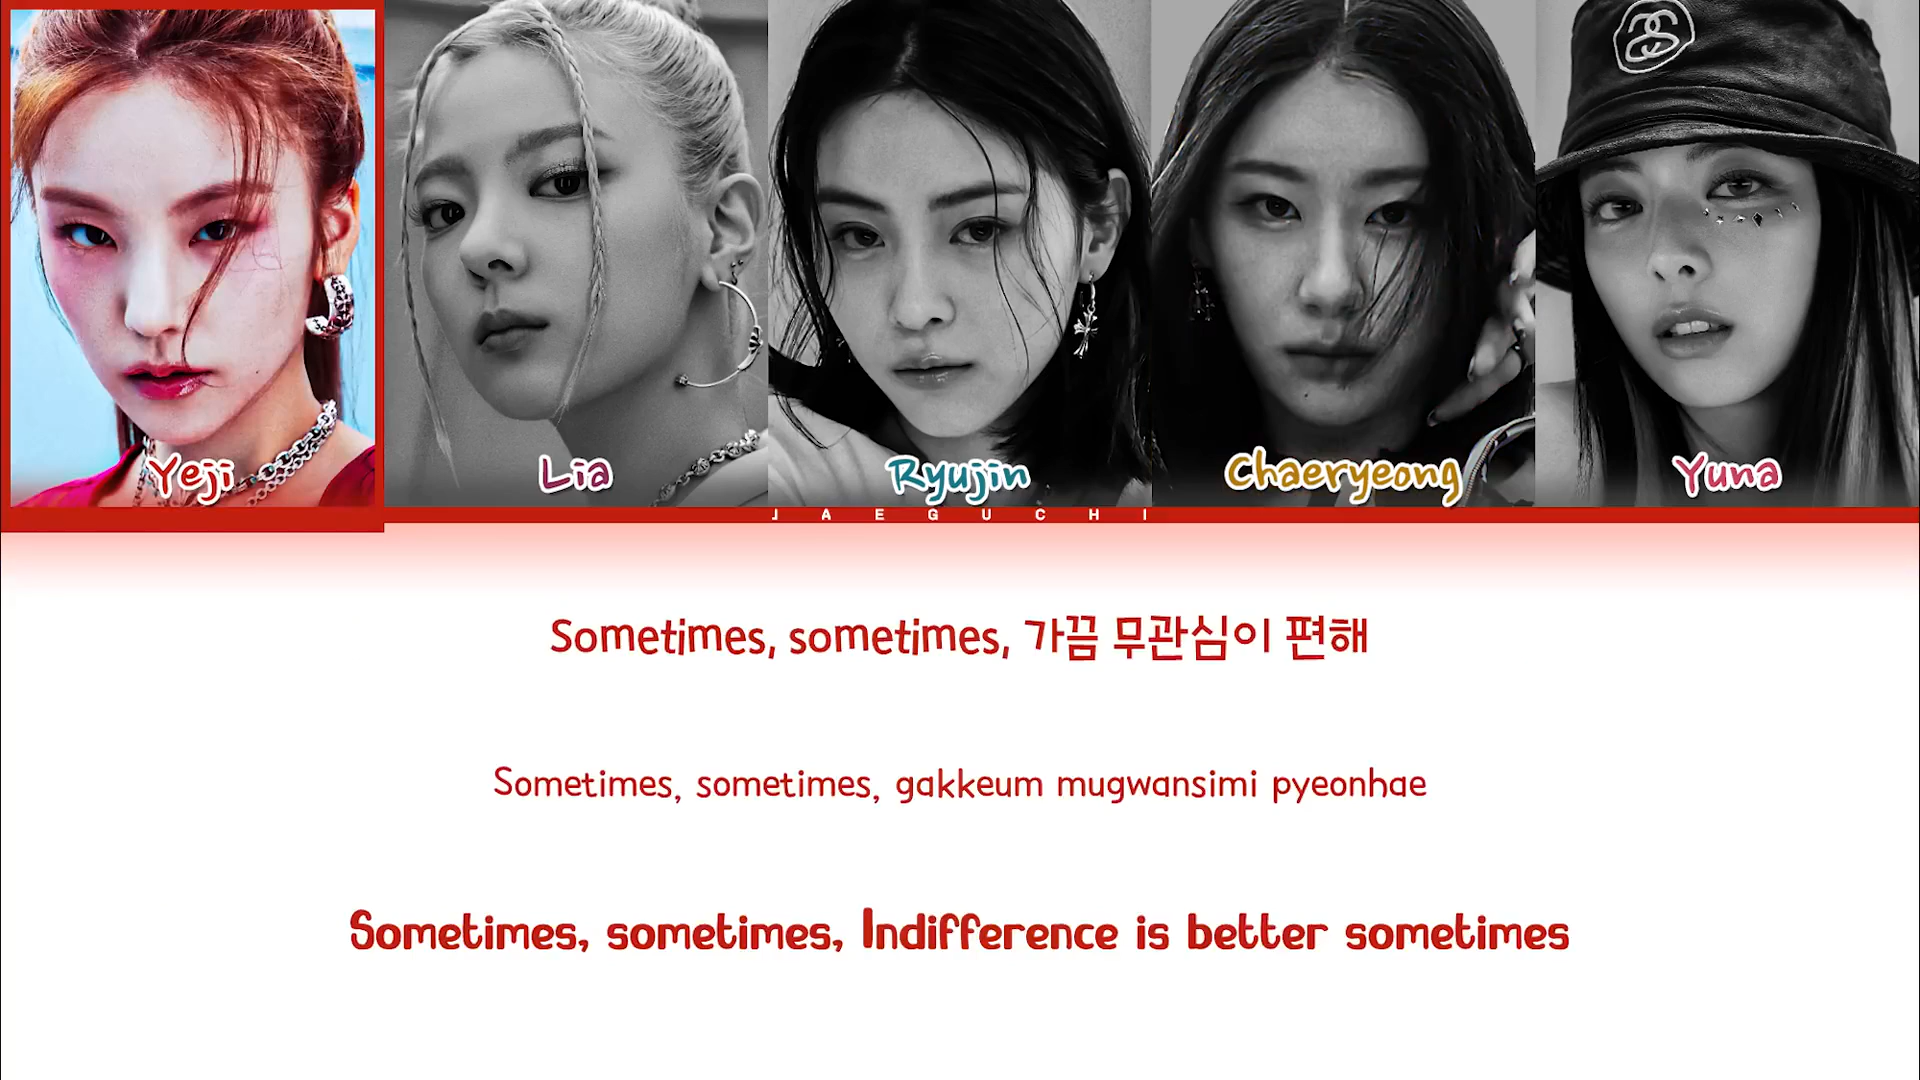 Yeji
Lia
Ryujin
Chaeryeong
Yuna
JAEGUCHI
Sometimes, sometimes, 가끔 무관심이 편해
Sometimes, sometimes, gakkeum mugwansimi pyeonhae
Sometimes, sometimes, Indifference is better sometimes